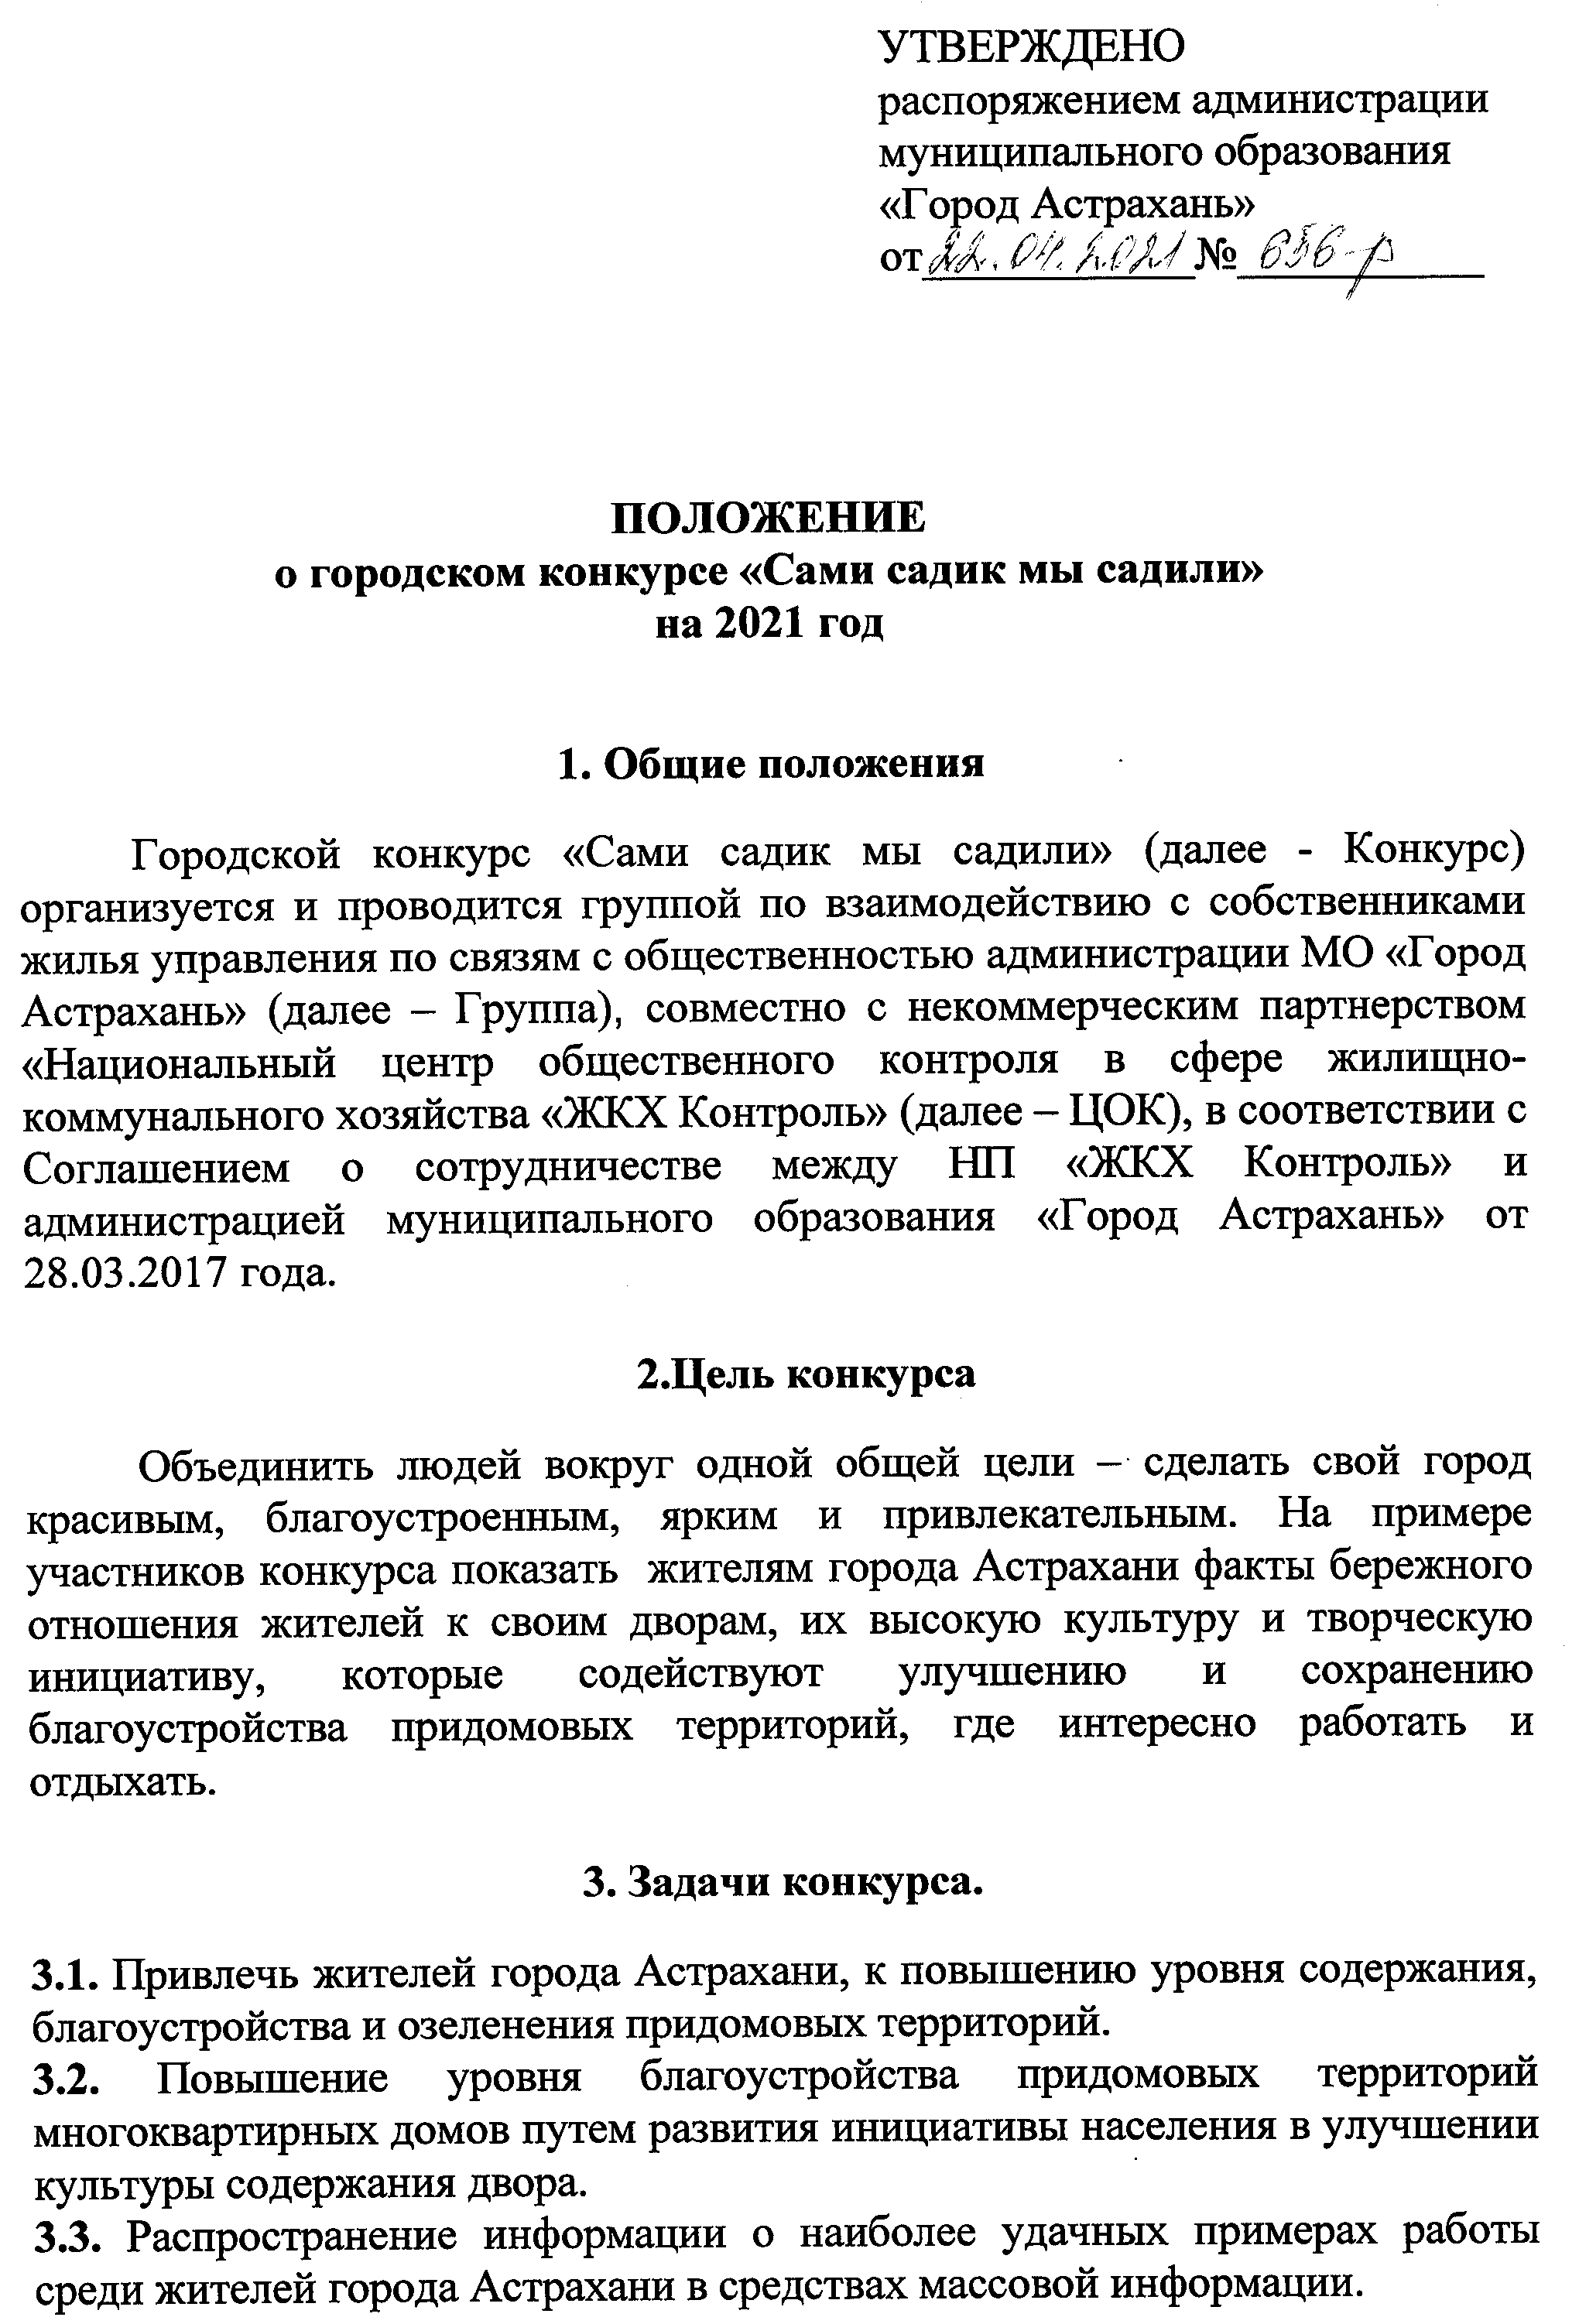 УТВЕРЖДЕНО
распоряжением администрации
муниципального образования
«Город Астрахань»
от 22.04.2021 № 656-р
ПОЛОЖЕНИЕ
о городском конкурсе «Сами садик мы садили»
на 2021 год
1. Общие положения
Городской конкурс «Сами садик мы садили» (далее - Конкурс)
организуется и проводится группой по взаимодействию с собственниками
жилья управления по связям с общественностью администрации МО «Город
Астрахань» (далее – Группа), совместно с некоммерческим партнерством
«Национальный центр общественного контроля в сфере жилищно-
коммунального хозяйства «ЖКХ Контроль» (далее – ЦОК), в соответствии с
Соглашением о сотрудничестве между НП «ЖКХ Контроль» и
администрацией муниципального образования «Город Астрахань» от
28.03.2017 года.
2.Цель конкурса
Объединить людей вокруг одной общей цели – сделать свой город
красивым, благоустроенным, ярким и привлекательным. На примере
участников конкурса показать жителям города Астрахани факты бережного
отношения жителей к своим дворам, их высокую культуру и творческую
инициативу, которые содействуют улучшению и сохранению
благоустройства придомовых территорий, где интересно работать и
отдыхать.
3. Задачи конкурса.
3.1. Привлечь жителей города Астрахани, к повышению уровня содержания,
благоустройства и озеленения придомовых территорий.
3.2. Повышение уровня благоустройства придомовых территорий
многоквартирных домов путем развития инициативы населения в улучшении
культуры содержания двора.
3.3. Распространение информации о наиболее удачных примерах работы
среди жителей города Астрахани в средствах массовой информации.